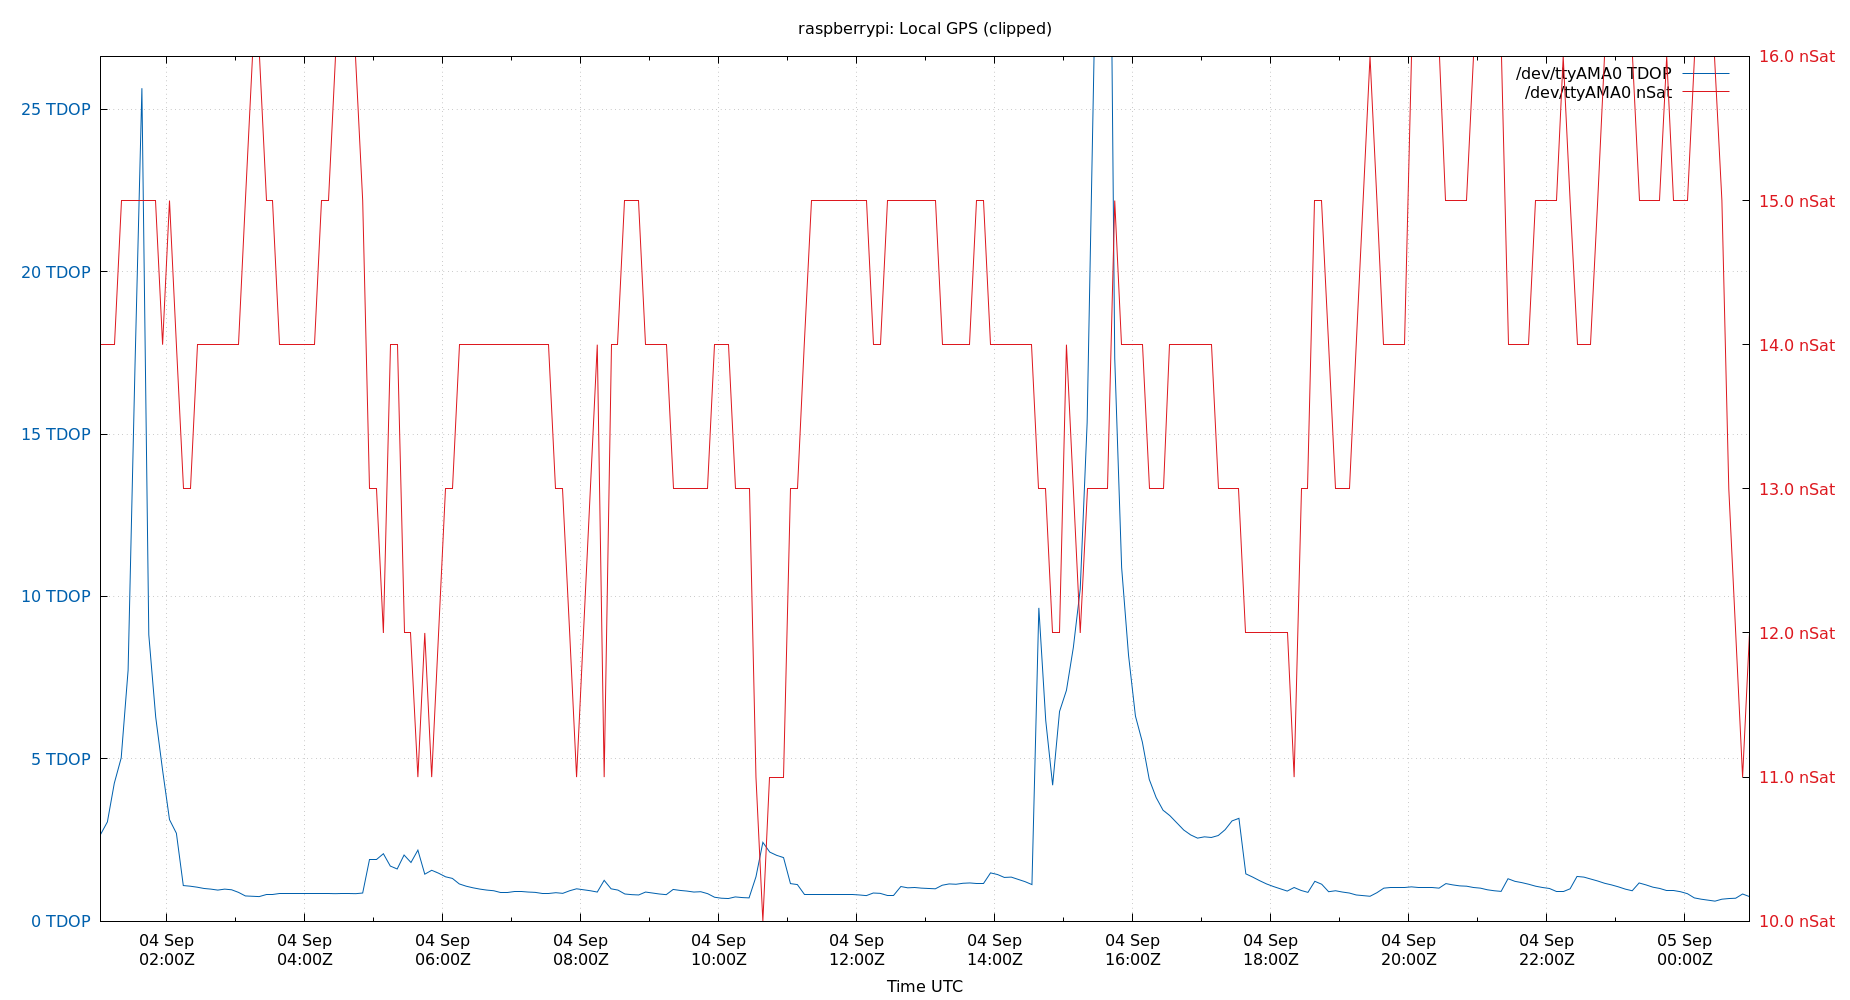 raspberrypi: Local GPS (clipped)
/dev/ttyAMA0 TDOP
/dev/ttyAMA0 nSat
25 TDOP
20 TDOP
15 TDOP
10 TDOP
5 TDOP
0 TDOP
16.0 nSat
15.0 nSat
14.0 nSat
13.0 nSat
12.0 nSat
11.0 nSat
10.0 nSat
04 Sep 04 Sep 04 Sep 04 Sep 04 Sep 04 Sep 04 Sep 04 Sep 04 Sep 04 Sep 04 Sep 05 Sep
02:00Z 04:00Z 06:00Z 08:00Z 10:00Z 12:00Z 14:00Z 16:00Z 18:00Z 20:00Z 22:00Z 00:00Z
Time UTC